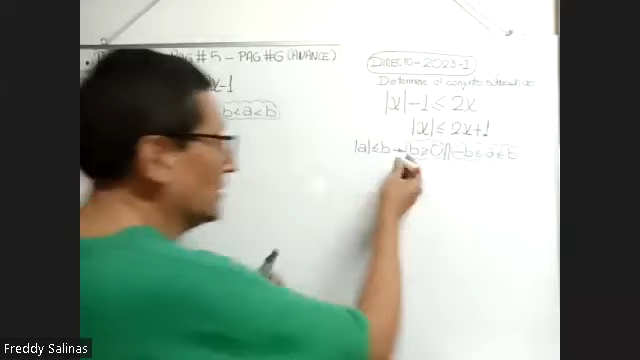 PAG #5 - PAG #6 (AVANCE)
x-1
b<a<b
DIRECTO-2023-I
Determine el conjunto solución de
|x|-1≤2x
|x|≤2x+1
|a|≤b → (b≥0)∩(-b≤a≤b
Freddy Salinas